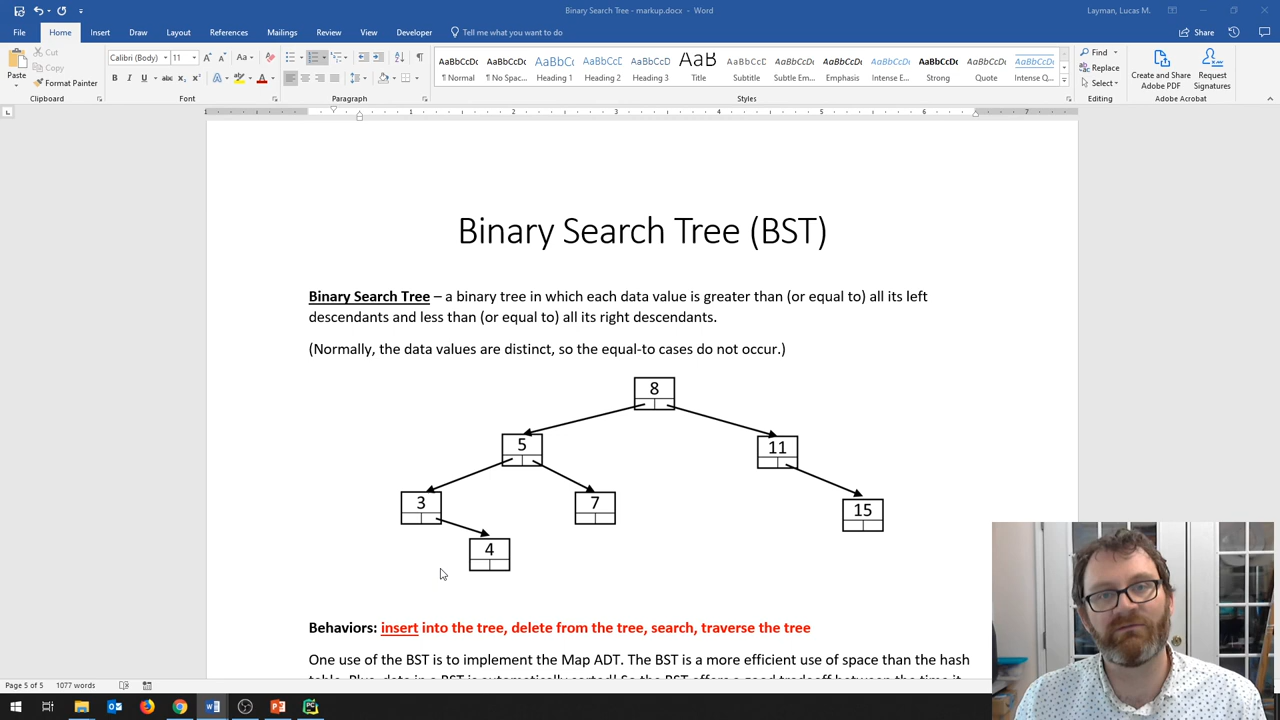 Binary Search Tree - markup.docx - Word
Layman, Lucas M.
File Home Insert Draw Layout References Mailings Review View Developer Tell me what you want to do Share
Paste
Cut
Copy
Format Painter
Clipboard
Calibri (Body) 11
Font
Paragraph
AaBbCcDc AaBbCcDc AaBbCc AaBbCcD AaBbCcD AaB AaBbCcD AaBbCcDc AaBbCcDc AaBbCcDc AaBbCcDc AaBbCcDc AaBbCcDc
¶ Normal ¶ No Spac... Heading 1 Heading 2 Heading 3 Title Subtitle Subtle Em... Emphasis Intense E... Strong Quote Intense Q...
Styles
Find
Replace
Select
Editing
Create and Share Adobe PDF
Request Signatures
Adobe Acrobat
1 1 2 3 4 5 6 7
Binary Search Tree (BST)
Binary Search Tree – a binary tree in which each data value is greater than (or equal to) all its left
descendants and less than (or equal to) all its right descendants.
(Normally, the data values are distinct, so the equal-to cases do not occur.)
8
5 11
3 7 15
4
Behaviors: insert into the tree, delete from the tree, search, traverse the tree
One use of the BST is to implement the Map ADT. The BST is a more efficient use of space than the hash
Page 5 of 5 1077 words